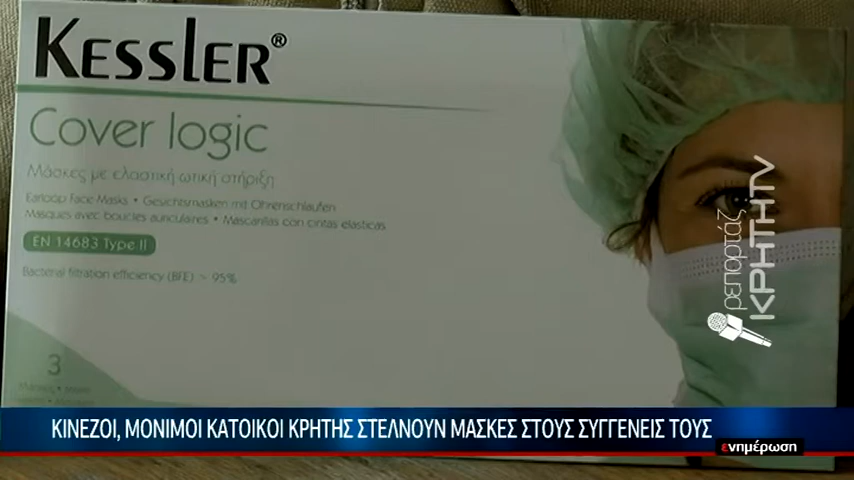 KESSLER®
Cover logic
Μάσκες με ελαστική ωτική στήριξη
Earloop Face Masks • Gesichtsmasken mit Ohrenschlaufen
Masques avec boucles auriculaires • Mascarillas con cintas elasticas
EN 14683 Type II
Bacterial filtration efficiency (BFE) > 95%
3
ρεπορτάζ
ΚΡΗΤΗ TV
ΚΙΝΕΖΟΙ, ΜΟΝΙΜΟΙ ΚΑΤΟΙΚΟΙ ΚΡΗΤΗΣ ΣΤΕΛΝΟΥΝ ΜΑΣΚΕΣ ΣΤΟΥΣ ΣΥΓΓΕΝΕΙΣ ΤΟΥΣ
ενημέρωση